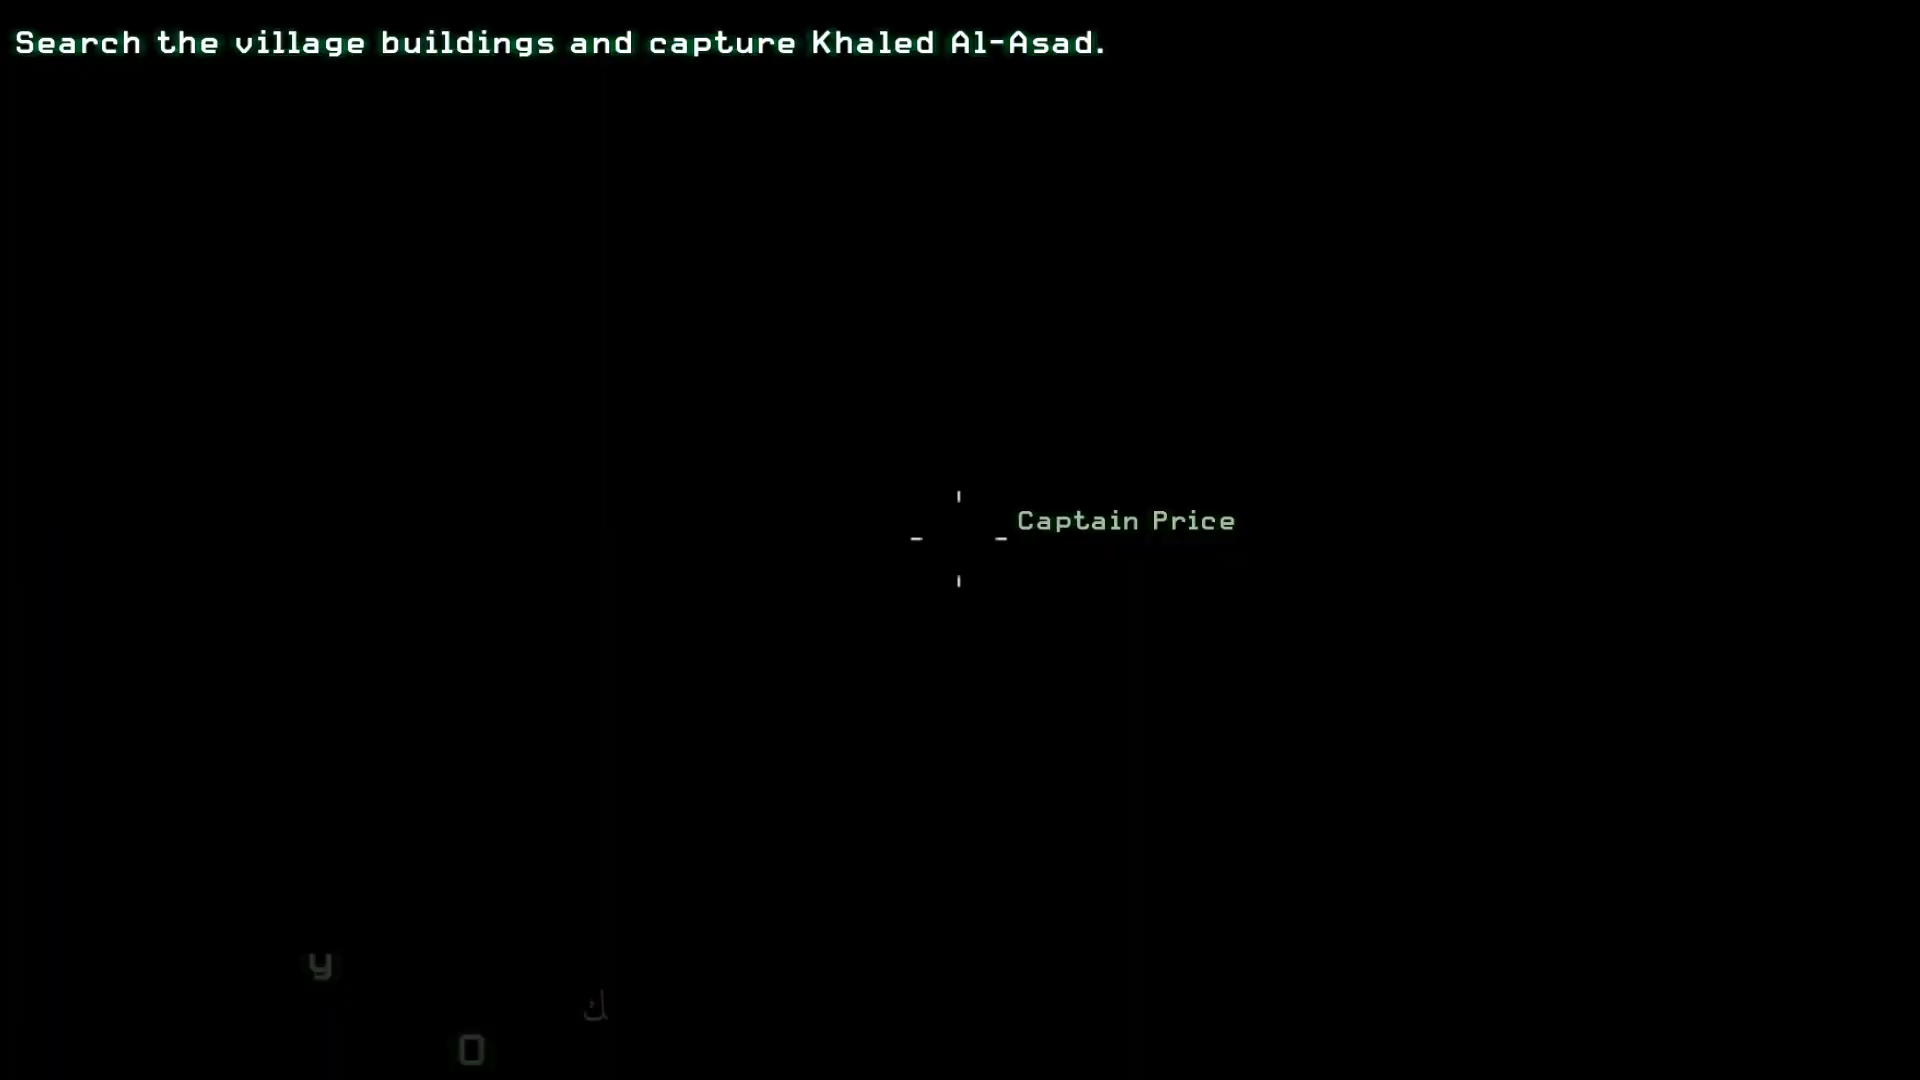 Search the village buildings and capture Khaled Al-Asad.
Captain Price
y
ك
O